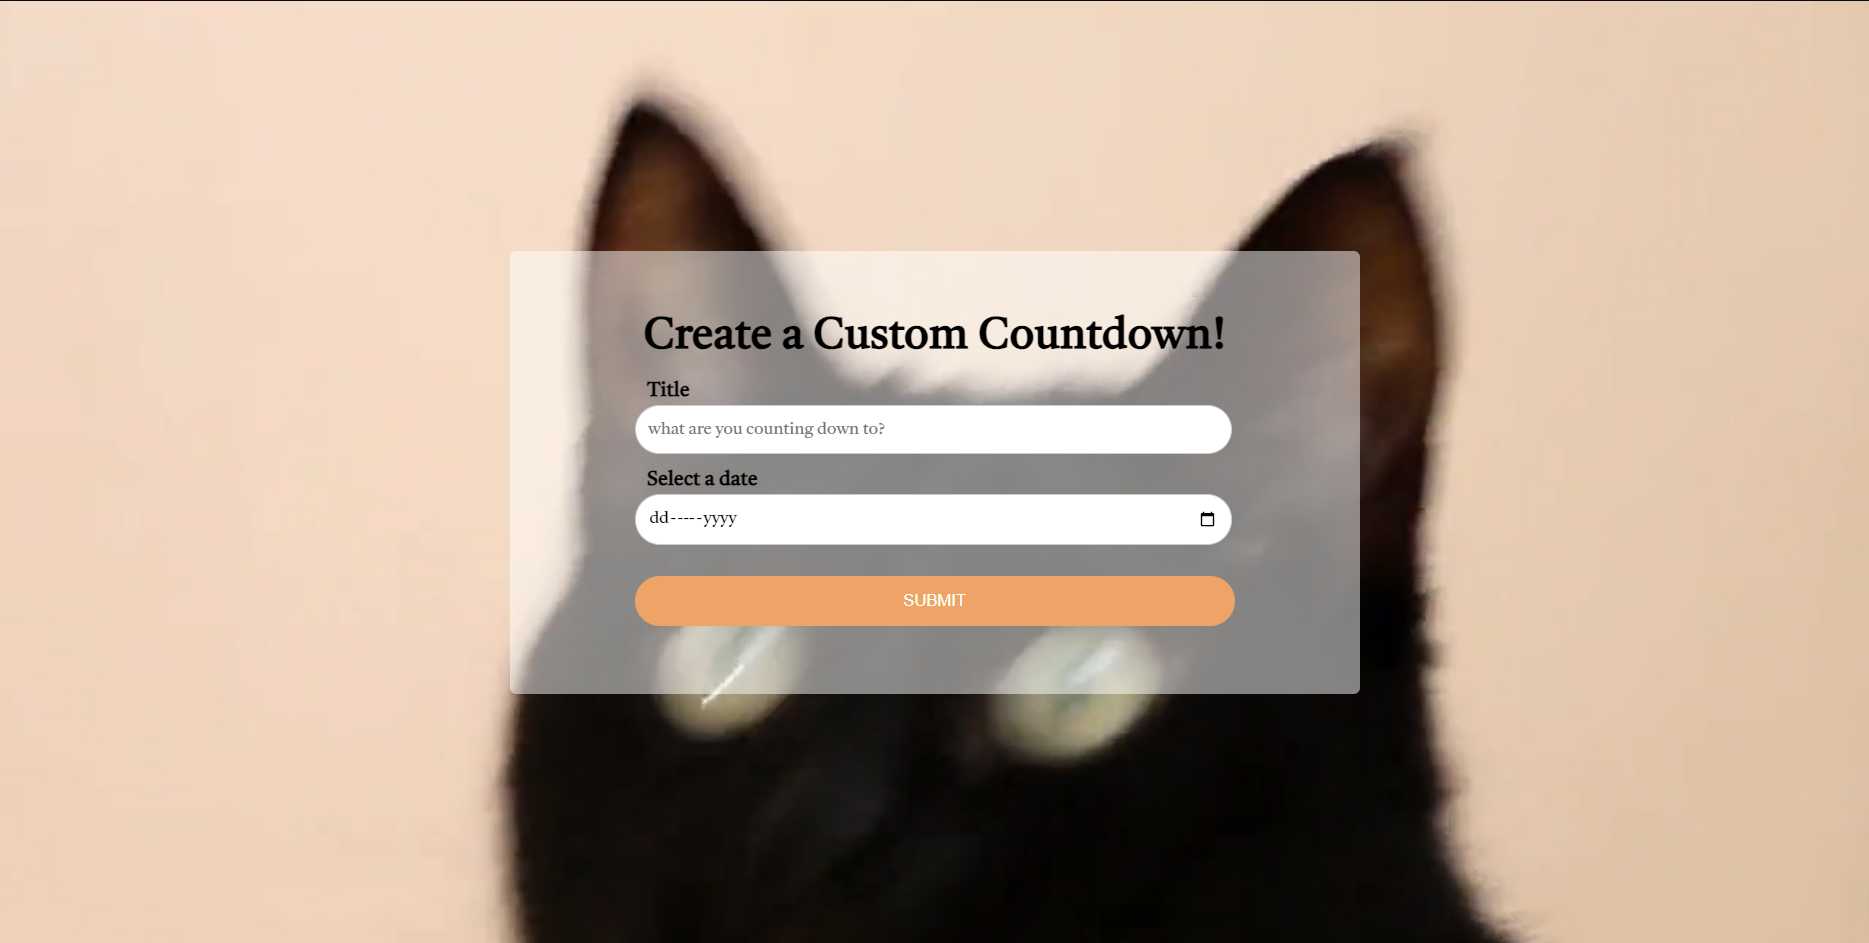 Create a Custom Countdown!
Title
what are you counting down to?
Select a date
dd-----yyyy
SUBMIT